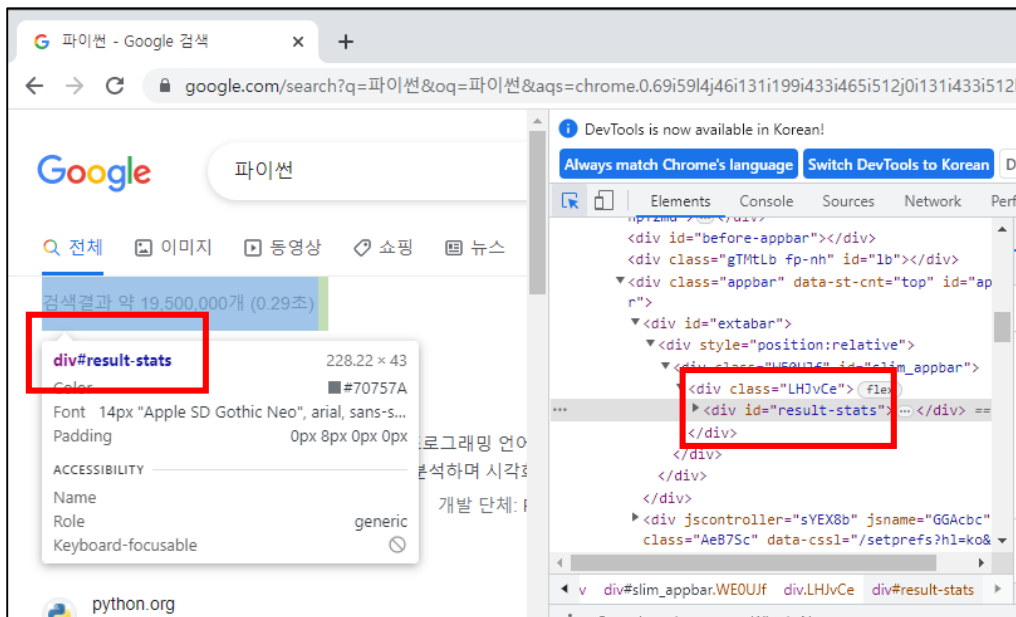 파이썬 - Google 검색
google.com/search?q=파이썬&oq=파이썬&aqs=chrome.0.69i59l4j46i131i199i433i465i512j0i131i433i512
Google
파이썬
전체 이미지 동영상 쇼핑 뉴스
검색결과 약 19,500,000개 (0.29초)
div#result-stats 228.22 × 43
Color #70757A
Font 14px "Apple SD Gothic Neo", arial, sans-s...
Padding 0px 8px 0px 0px
ACCESSIBILITY
Name
Role generic
Keyboard-focusable
로그래밍 언어
분석하며 시각화
개발 단체:
python.org
DevTools is now available in Korean!
Always match Chrome's language Switch DevTools to Korean D
Elements Console Sources Network Perf
<div id="before-appbar"></div>
<div class="gTMtLb fp-nh" id="lb"></div>
▼<div class="appbar" data-st-cnt="top" id="ap
r">
▼<div id="extabar">
▼<div style="position:relative">
▼<div class="WE0UJf" id="slim_appbar">
▼<div class="LHJvCe"> flex
... ▶<div id="result-stats"> ... </div> ==
</div>
</div>
</div>
</div>
▶<div jscontroller="sYEX8b" jsname="GGAcbc"
class="AeB7Sc" data-cssl="/setprefs?hl=ko&
v div#slim_appbar.WE0UJf div.LHJvCe div#result-stats